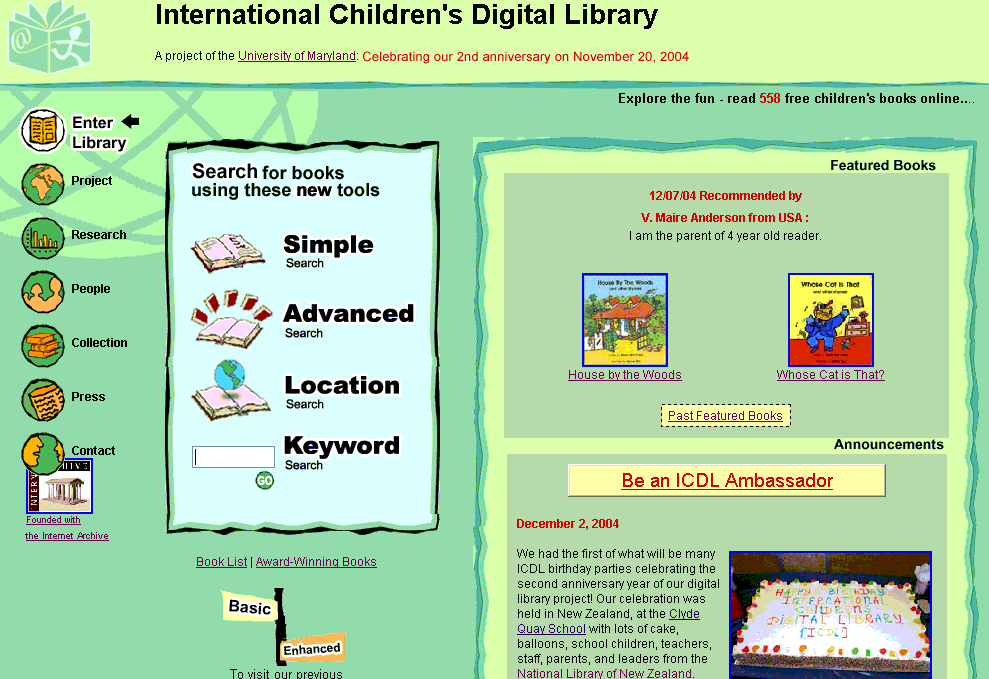 International Children's Digital Library
A project of the University of Maryland: Celebrating our 2nd anniversary on November 20, 2004
Explore the fun - read 558 free children's books online....
Enter
Library
Project
Research
People
Collection
Press
Contact
Founded with
the Internet Archive
Search for books
using these new tools
Simple
Search
Advanced
Search
Location
Search
Keyword
Search
GO
Book List | Award-Winning Books
Basic
Enhanced
To visit our previous
Featured Books
12/07/04 Recommended by
V. Maire Anderson from USA :
I am the parent of 4 year old reader.
House By The Woods
and other rhymes
Whose Cat is That
and other rhymes
House by the Woods
Whose Cat is That?
Past Featured Books
Announcements
Be an ICDL Ambassador
December 2, 2004
We had the first of what will be many
ICDL birthday parties celebrating the
second anniversary year of our digital
library project! Our celebration was
held in New Zealand, at the Clyde
Quay School with lots of cake,
balloons, school children, teachers,
staff, parents, and leaders from the
National Library of New Zealand.
HAPPY BIRTHDAY
INTERNATIONAL
CHILDREN'S
DIGITAL LIBRARY
[ICDL]